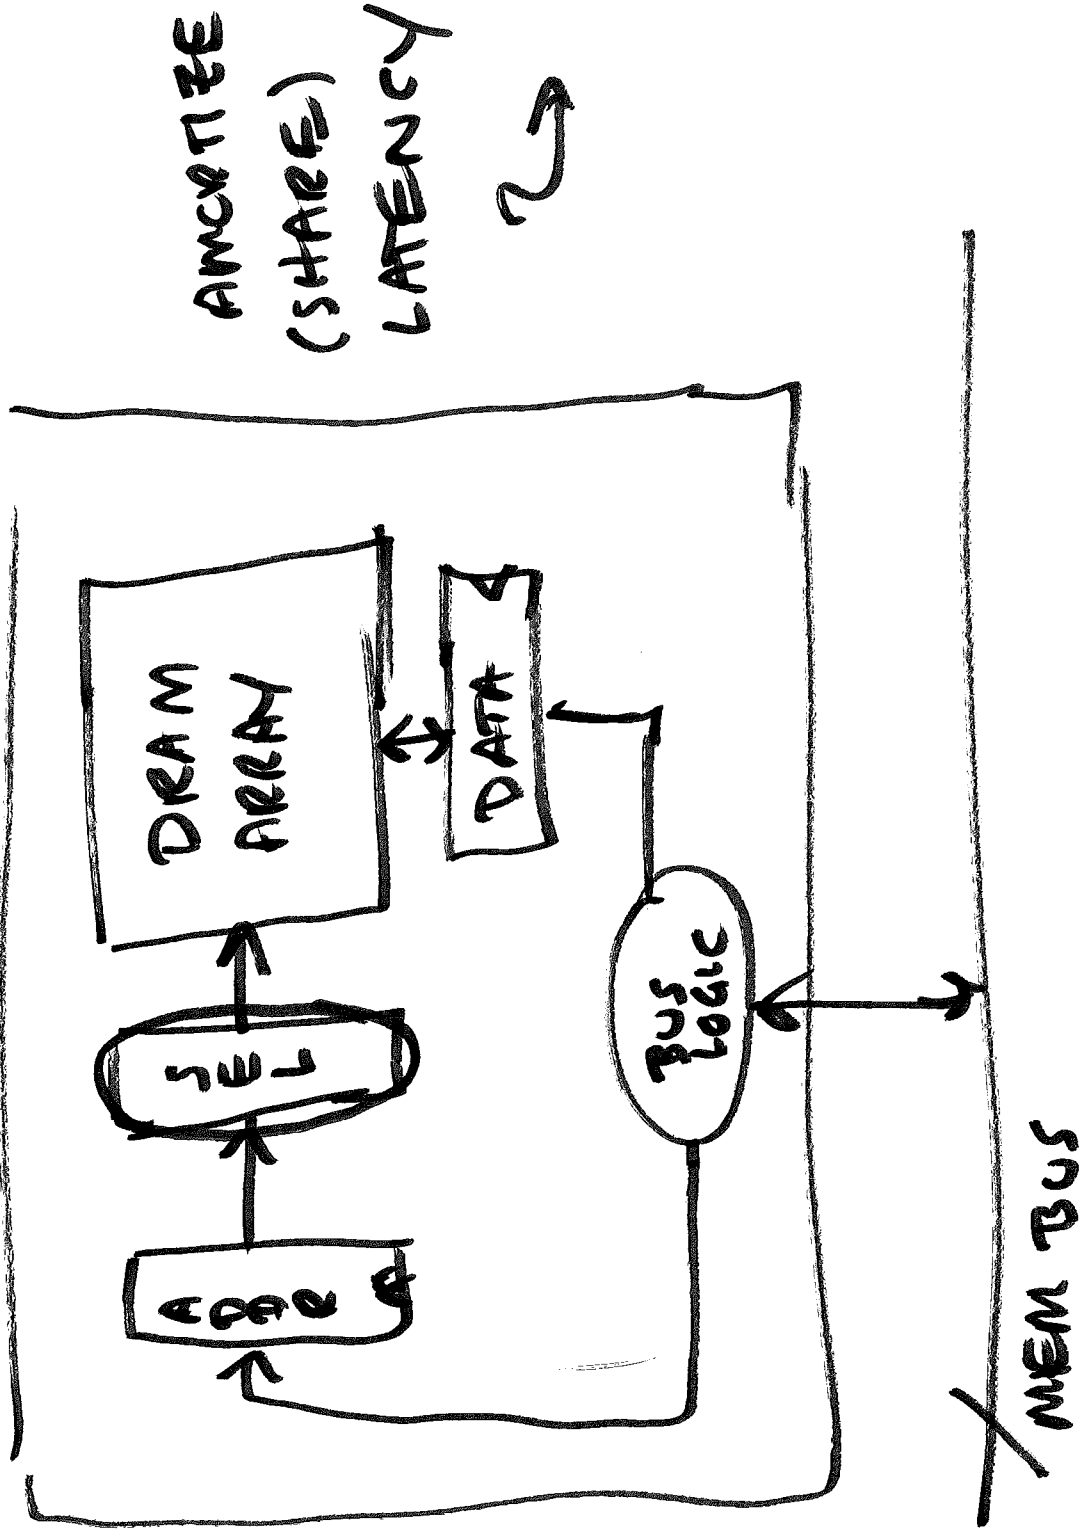 AMORTIZE
(SHARE)
LATENCY
DRAM
ARRAY
SEL
ADDR
DATA
BUS
LOGIC
MEM BUS